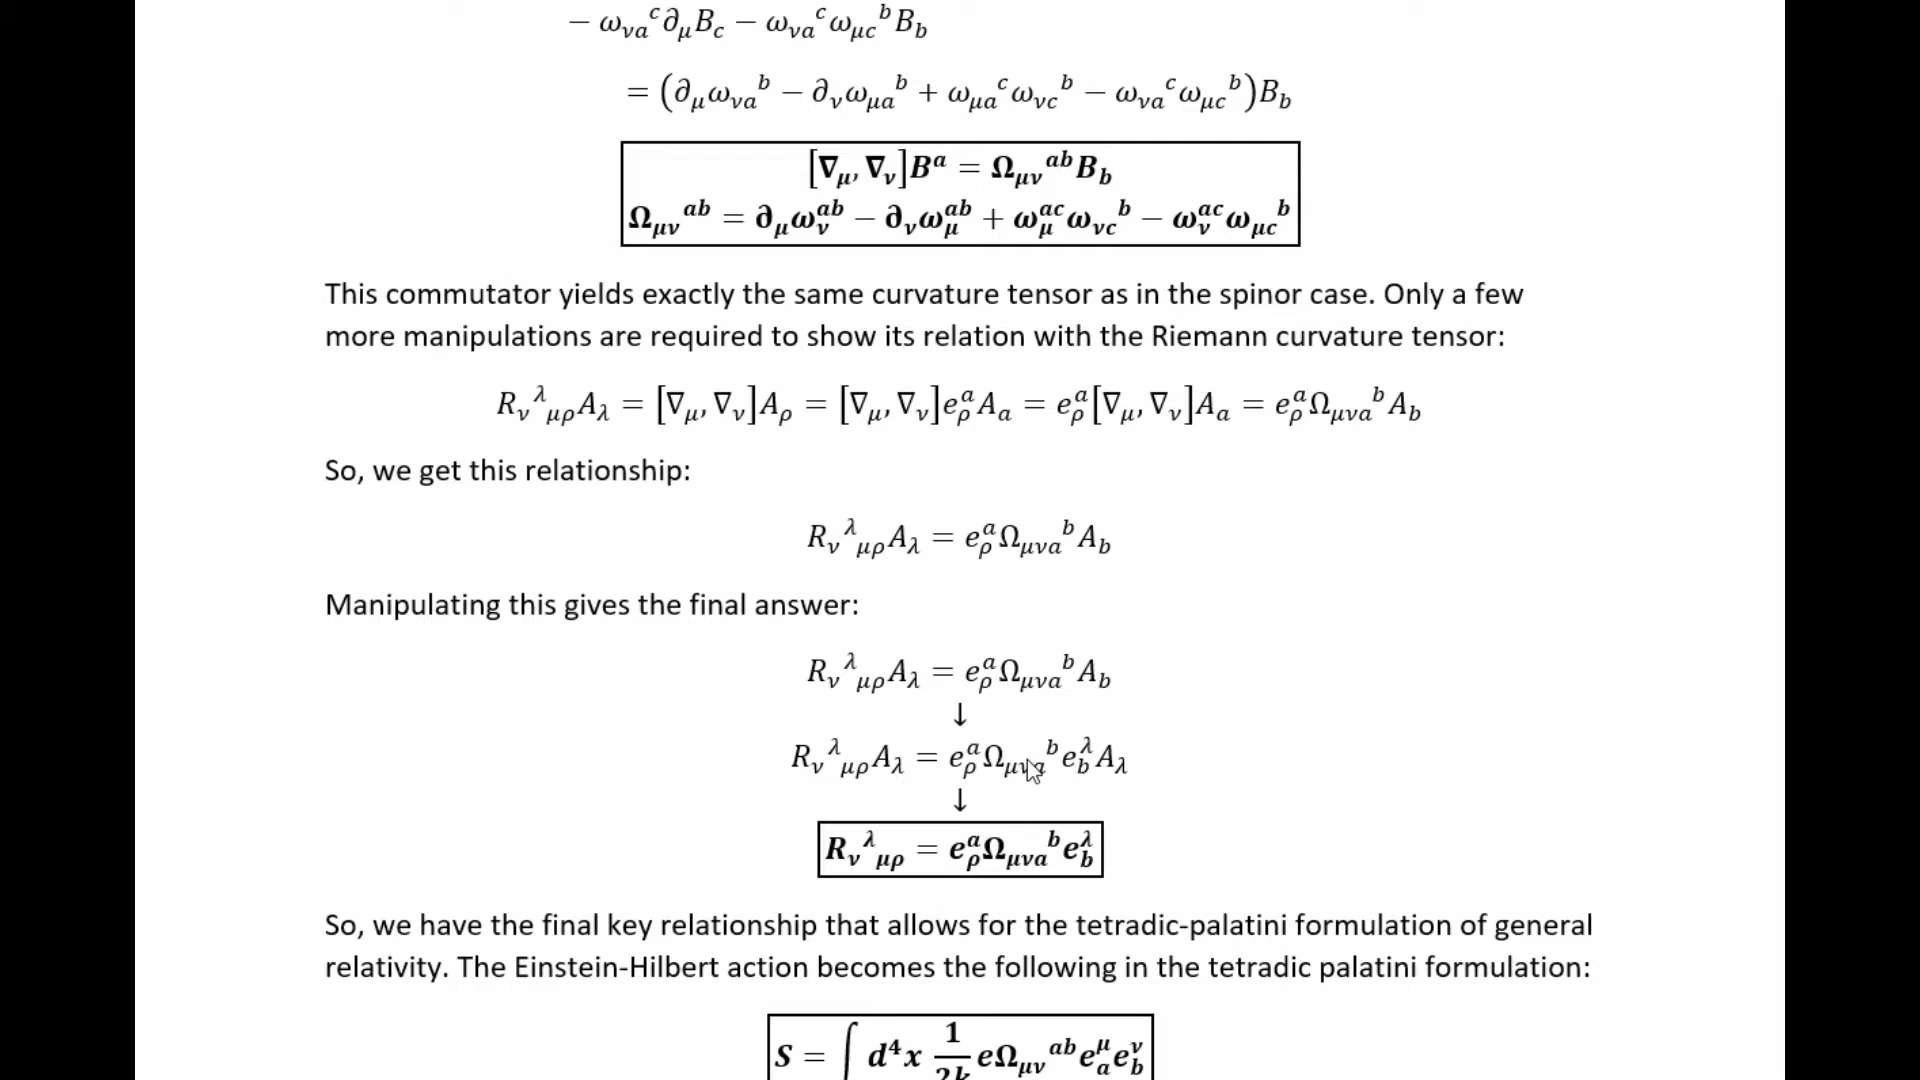 − ω_{νa}^c ∂_μ B_c − ω_{νa}^c ω_{μc}^b B_b
= (∂_μ ω_{νa}^b − ∂_ν ω_{μa}^b + ω_{μa}^c ω_{νc}^b − ω_{νa}^c ω_{μc}^b) B_b
[∇_μ, ∇_ν]B^a = Ω_{μν}^{ab} B_b
Ω_{μν}^{ab} = ∂_μ ω_ν^{ab} − ∂_ν ω_μ^{ab} + ω_μ^{ac} ω_{νc}^b − ω_ν^{ac} ω_{μc}^b
This commutator yields exactly the same curvature tensor as in the spinor case. Only a few
more manipulations are required to show its relation with the Riemann curvature tensor:
R_ν^λ_{μρ} A_λ = [∇_μ, ∇_ν]A_ρ = [∇_μ, ∇_ν]e_ρ^a A_a = e_ρ^a [∇_μ, ∇_ν]A_a = e_ρ^a Ω_{μνa}^b A_b
So, we get this relationship:
R_ν^λ_{μρ} A_λ = e_ρ^a Ω_{μνa}^b A_b
Manipulating this gives the final answer:
R_ν^λ_{μρ} A_λ = e_ρ^a Ω_{μνa}^b A_b
↓
R_ν^λ_{μρ} A_λ = e_ρ^a Ω_{μνa}^b e_b^λ A_λ
↓
R_ν^λ_{μρ} = e_ρ^a Ω_{μνa}^b e_b^λ
So, we have the final key relationship that allows for the tetradic-palatini formulation of general
relativity. The Einstein-Hilbert action becomes the following in the tetradic palatini formulation:
S = ∫ d⁴x 1/2k eΩ_{μν}^{ab} e_a^μ e_b^ν